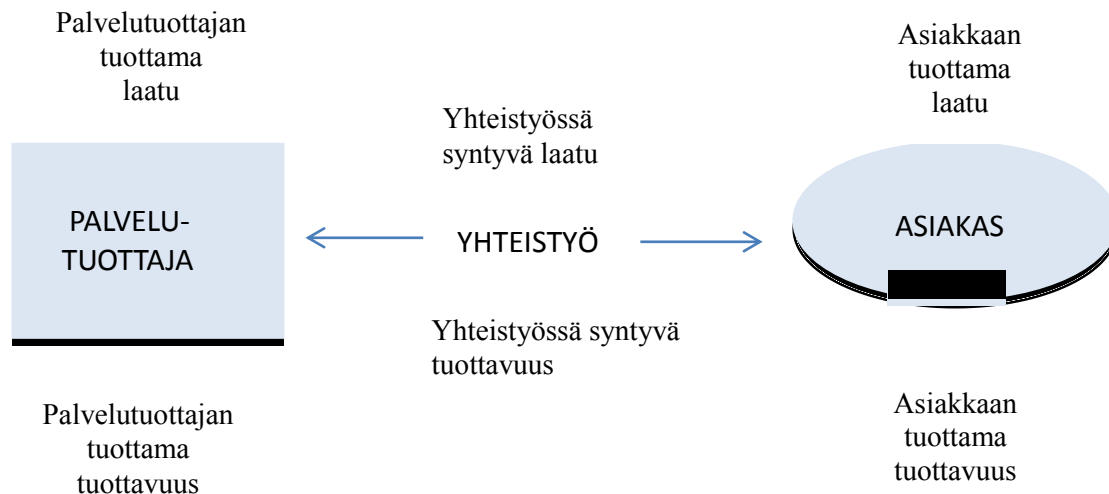 Palvelutuottajan
tuottama
laatu
Yhteistyössä
syntyvä laatu
Asiakkaan
tuottama
laatu
PALVELU-
TUOTTAJA
YHTEISTYÖ
ASIAKAS
Yhteistyössä syntyvä
tuottavuus
Palvelutuottajan
tuottama
tuottavuus
Asiakkaan
tuottama
tuottavuus